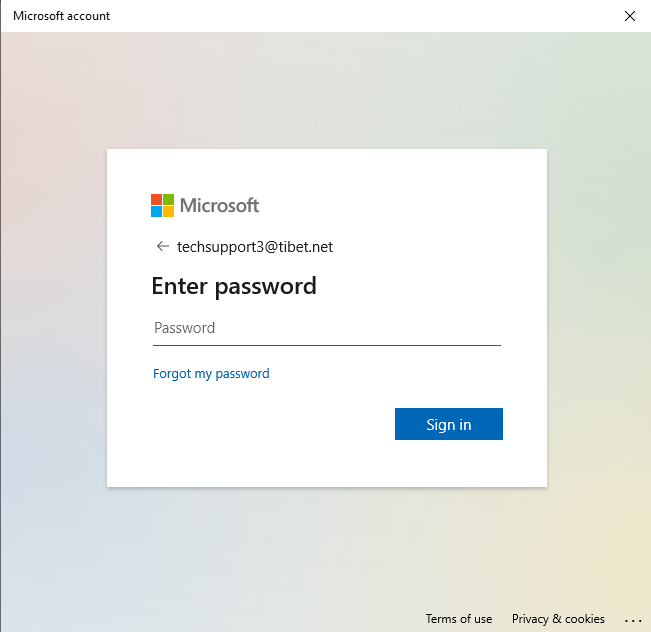 Microsoft account
Microsoft
techsupport3@tibet.net
Enter password
Password
Forgot my password
Sign in
Terms of use Privacy & cookies ...